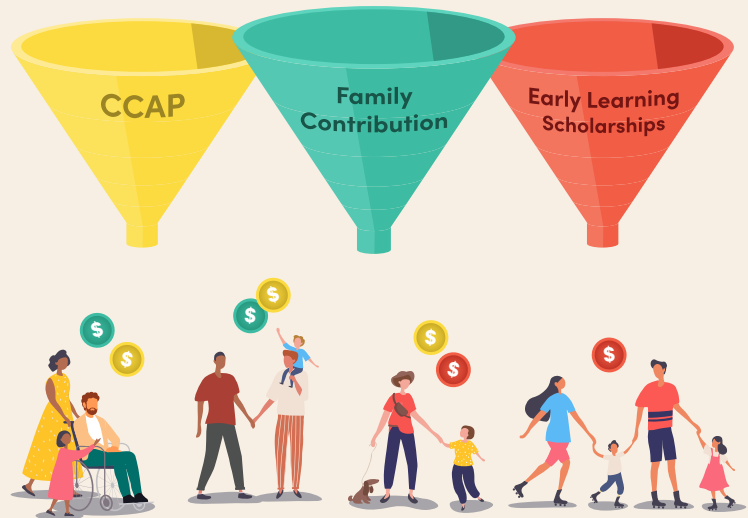 CCAP
Family
Contribution
Early Learning
Scholarships
$
$
$
$
$
$
$